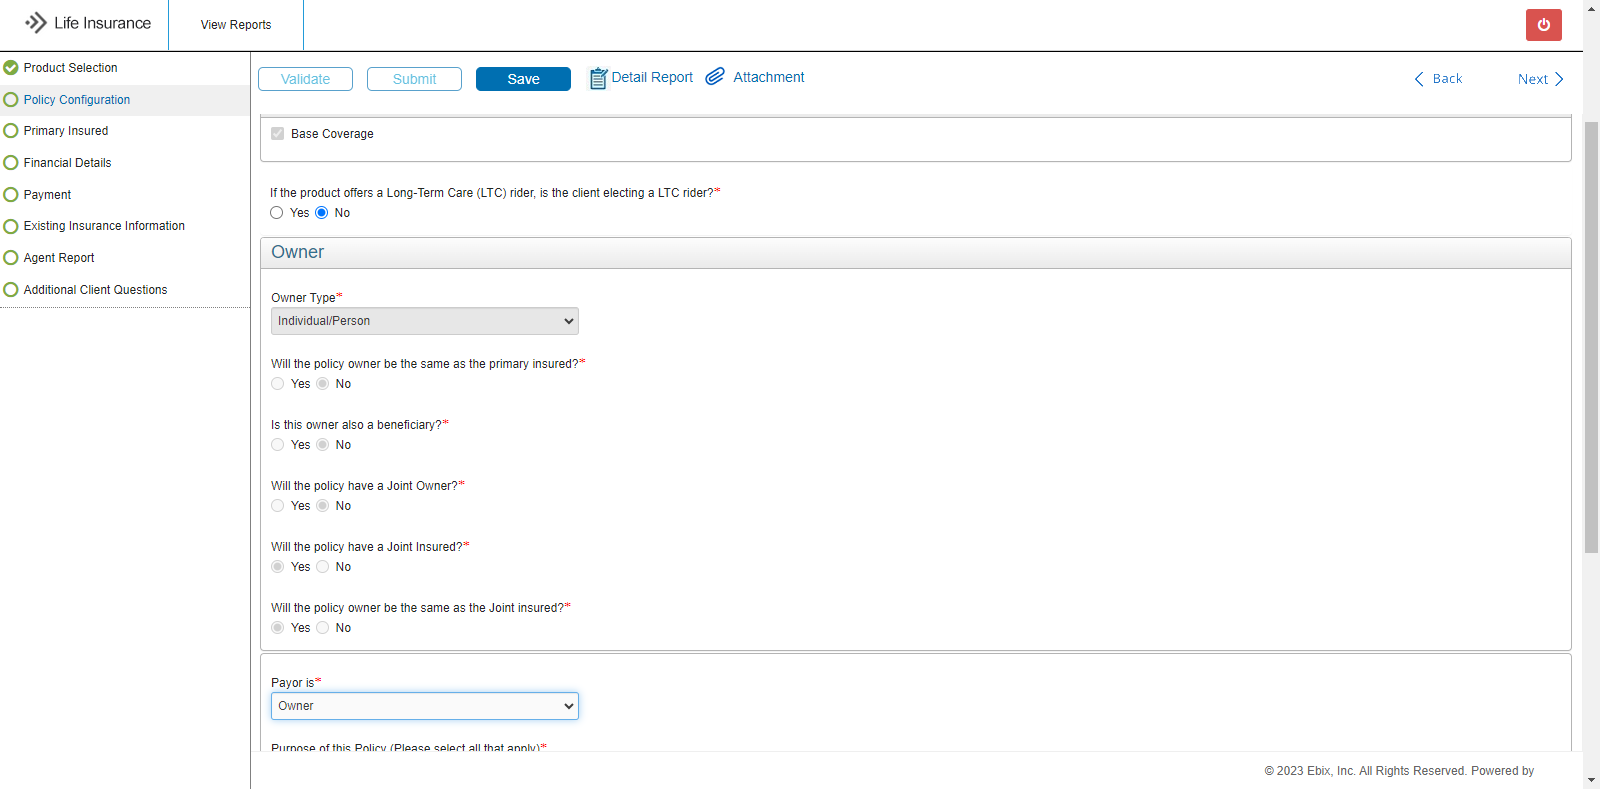 Life Insurance
View Reports
Product Selection
Policy Configuration
Primary Insured
Financial Details
Payment
Existing Insurance Information
Agent Report
Additional Client Questions
Validate
Submit
Save
Detail Report
Attachment
Back
Next
Base Coverage
If the product offers a Long-Term Care (LTC) rider, is the client electing a LTC rider?*
Yes No
Owner
Owner Type*
Individual/Person
Will the policy owner be the same as the primary insured?*
Yes No
Is this owner also a beneficiary?*
Yes No
Will the policy have a Joint Owner?*
Yes No
Will the policy have a Joint Insured?*
Yes No
Will the policy owner be the same as the Joint insured?*
Yes No
Payor is*
Owner
Purpose of this Policy (Please select all that apply)*
© 2023 Ebix, Inc. All Rights Reserved. Powered by